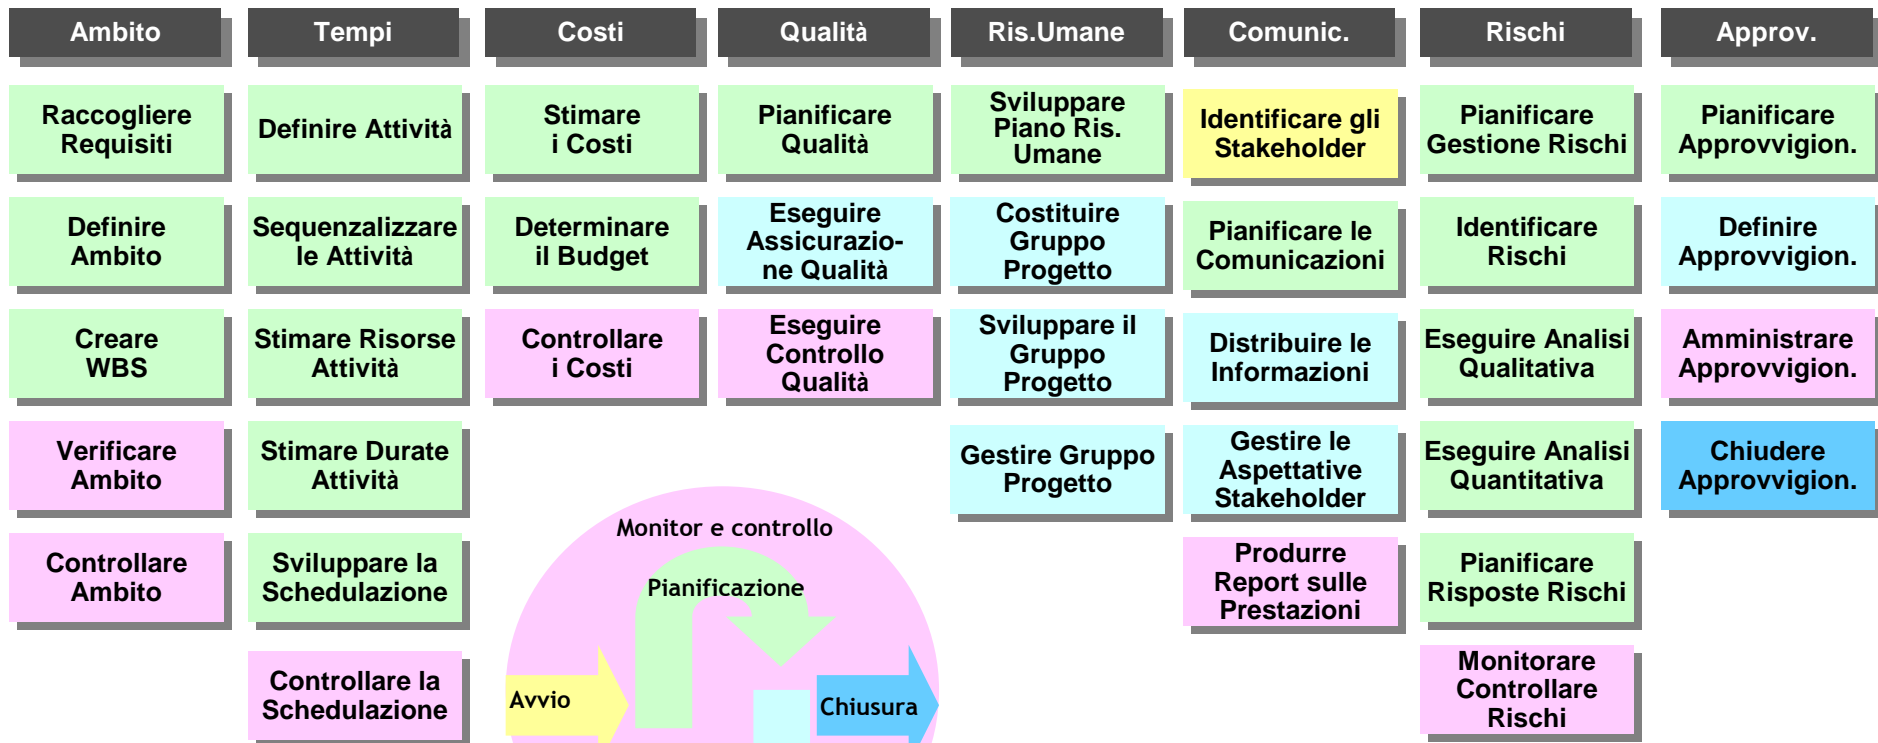 Ambito
Tempi
Costi
Qualità
Ris.Umane
Comunic.
Rischi
Approv.
Raccogliere
Requisiti
Definire
Ambito
Creare
WBS
Verificare
Ambito
Controllare
Ambito
Definire Attività
Sequenzalizzare
le Attività
Stimare Risorse
Attività
Stimare Durate
Attività
Sviluppare la
Schedulazione
Controllare la
Schedulazione
Stimare
i Costi
Determinare
il Budget
Controllare
i Costi
Pianificare
Qualità
Eseguire
Assicurazio-
ne Qualità
Eseguire
Controllo
Qualità
Sviluppare
Piano Ris.
Umane
Costituire
Gruppo
Progetto
Sviluppare il
Gruppo
Progetto
Gestire Gruppo
Progetto
Identificare gli
Stakeholder
Pianificare le
Comunicazioni
Distribuire le
Informazioni
Gestire le
Aspettative
Stakeholder
Produrre
Report sulle
Prestazioni
Pianificare
Gestione Rischi
Identificare
Rischi
Eseguire Analisi
Qualitativa
Eseguire Analisi
Quantitativa
Pianificare
Risposte Rischi
Monitorare
Controllare
Rischi
Pianificare
Approvvigion.
Definire
Approvvigion.
Amministrare
Approvvigion.
Chiudere
Approvvigion.
Monitor e controllo
Pianificazione
Avvio
Chiusura